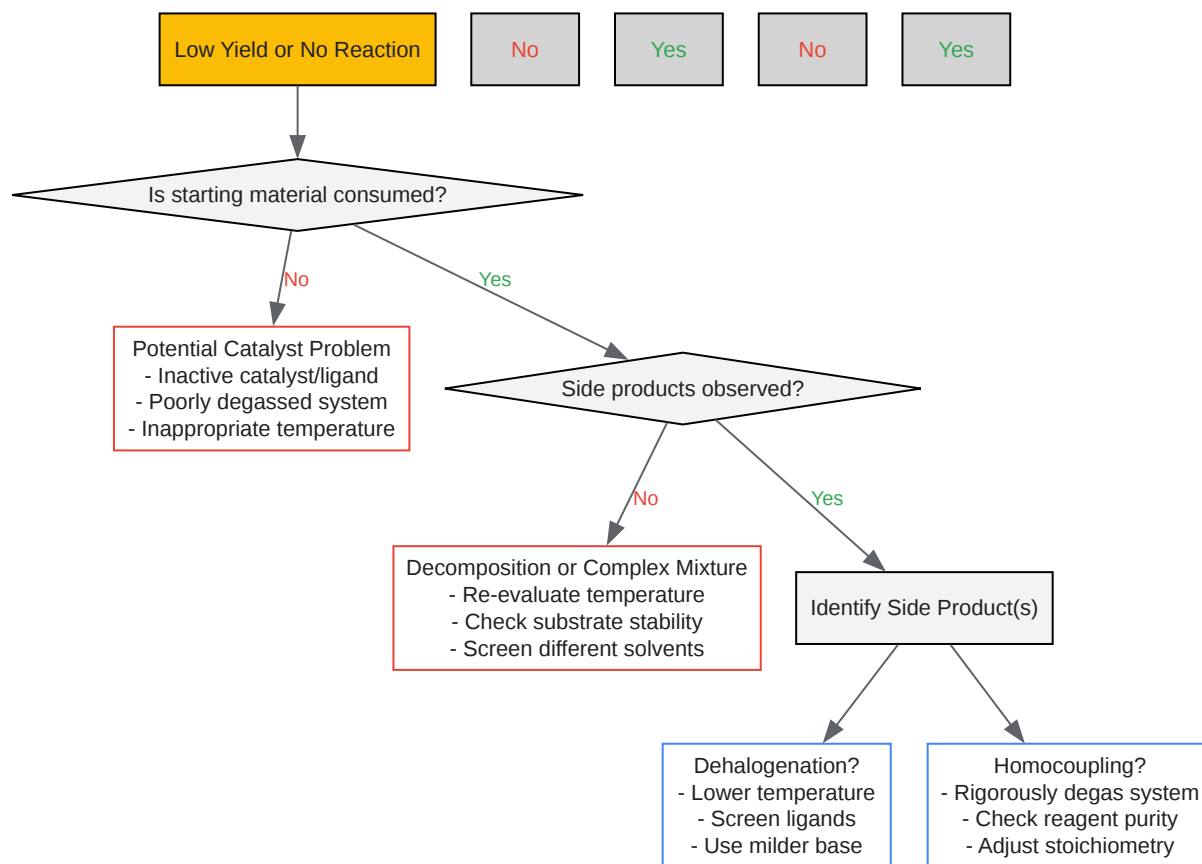 Low Yield or No Reaction
No
Yes
No
Yes
Is starting material consumed?
No
Yes
Potential Catalyst Problem
- Inactive catalyst/ligand
- Poorly degassed system
- Inappropriate temperature
Side products observed?
No
Yes
Decomposition or Complex Mixture
- Re-evaluate temperature
- Check substrate stability
- Screen different solvents
Identify Side Product(s)
Dehalogenation?
- Lower temperature
- Screen ligands
- Use milder base
Homocoupling?
- Rigorously degas system
- Check reagent purity
- Adjust stoichiometry